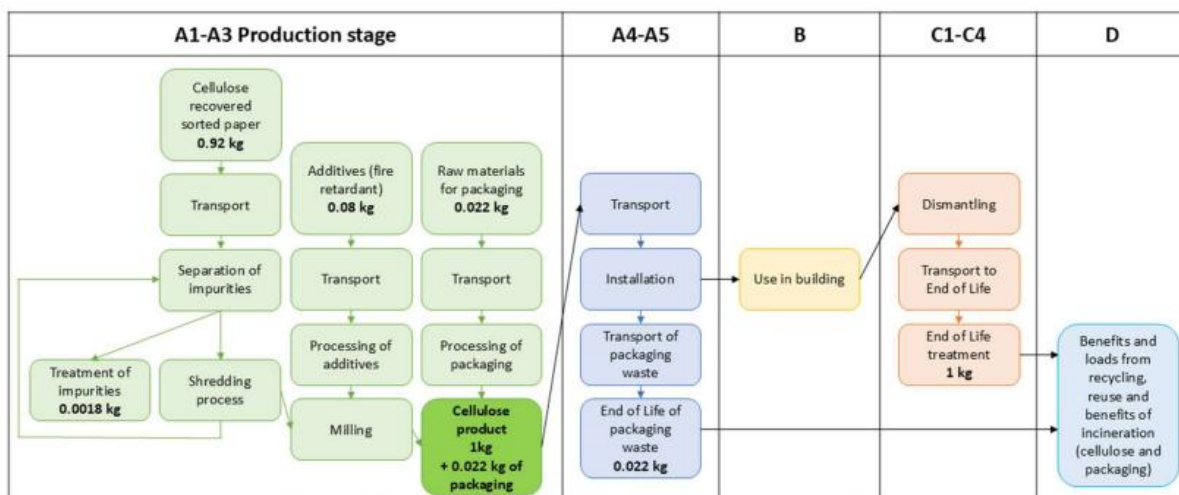 A1-A3 Production stage
A4-A5
B
C1-C4
D
Cellulose
recovered
sorted paper
0.92 kg
Transport
Separation of
impurities
Treatment of
impurities
0.0018 kg
Shredding
process
Additives (fire
retardant)
0.08 kg
Transport
Processing of
additives
Milling
Raw materials
for packaging
0.022 kg
Transport
Processing of
packaging
Cellulose
product
1kg
+ 0.022 kg of
packaging
Transport
Installation
Transport of
packaging
waste
End of Life of
packaging
waste
0.022 kg
Use in building
Dismantling
Transport to
End of Life
End of Life
treatment
1 kg
Benefits and
loads from
recycling,
reuse and
benefits of
incineration
(cellulose and
packaging)